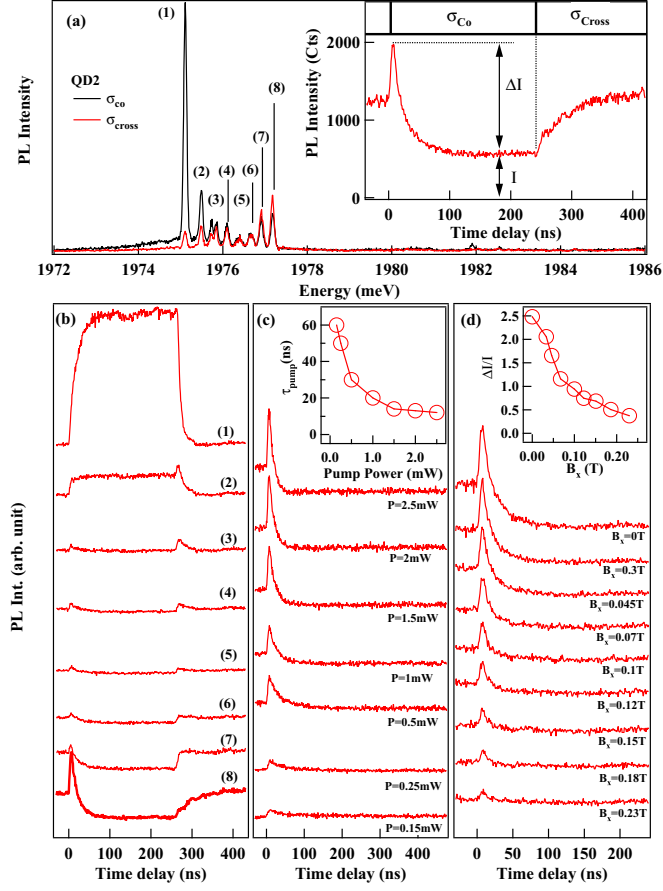 (a)
(1)
QD2
σco
σcross
(2)
(3)
(4)
(5)
(6)
(7)
(8)
PL Intensity
1972
1974
1976
1978
1980
1982
1984
1986
Energy (meV)
σCo
σCross
PL Intensity (Cts)
2000
1000
0
ΔI
I
0
100
200
300
400
Time delay (ns)
PL Int. (arb. unit)
(b)
(1)
(2)
(3)
(4)
(5)
(6)
(7)
(8)
0
100
200
300
400
Time delay (ns)
(c)
τpump(ns)
60
40
20
0
0.0
1.0
2.0
Pump Power (mW)
P=2.5mW
P=2mW
P=1.5mW
P=1mW
P=0.5mW
P=0.25mW
P=0.15mW
0
100
200
300
400
Time delay (ns)
(d)
ΔI/I
2.5
2.0
1.5
1.0
0.5
0.0
0.00
0.10
0.20
Bx (T)
Bx=0T
Bx=0.3T
Bx=0.045T
Bx=0.07T
Bx=0.1T
Bx=0.12T
Bx=0.15T
Bx=0.18T
Bx=0.23T
0
50
100
150
200
Time delay (ns)